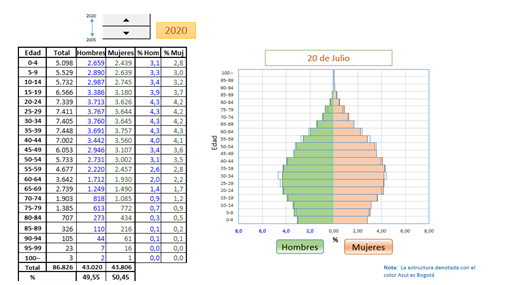 2020
2005
2020
Edad Total Hombres Mujeres % Hom % Muj
0-4 5.098 2.659 2.439 3,1 2,8
5-9 5.529 2.890 2.639 3,3 3,0
10-14 5.732 2.987 2.745 3,4 3,2
15-19 6.566 3.386 3.180 3,9 3,7
20-24 7.339 3.713 3.626 4,3 4,2
25-29 7.411 3.767 3.644 4,3 4,2
30-34 7.405 3.760 3.645 4,3 4,2
35-39 7.448 3.691 3.757 4,3 4,3
40-44 7.002 3.442 3.560 4,0 4,1
45-49 6.053 2.946 3.107 3,4 3,6
50-54 5.733 2.731 3.002 3,1 3,5
55-59 4.677 2.220 2.457 2,6 2,8
60-64 3.642 1.712 1.930 2,0 2,2
65-69 2.739 1.249 1.490 1,4 1,7
70-74 1.903 818 1.085 0,9 1,2
75-79 1.385 613 772 0,7 0,9
80-84 707 273 434 0,3 0,5
85-89 326 110 216 0,1 0,2
90-94 105 44 61 0,1 0,1
95-99 23 7 16 0,0 0,0
100-- 3 2 1 0,0 0,0
Total 86.826 43.020 43.806
% 49,55 50,45
20 de Julio
Edad
100--
95-99
90-94
85-89
80-84
75-79
70-74
65-69
60-64
55-59
50-54
45-49
40-44
35-39
30-34
25-29
20-24
15-19
10-14
5-9
0-4
8,0 6,0 4,0 2,0 0,0 2,0 4,0 6,0 8,00
%
Hombres Mujeres
Nota: La estructura denotada con el
color Azul es Bogotá